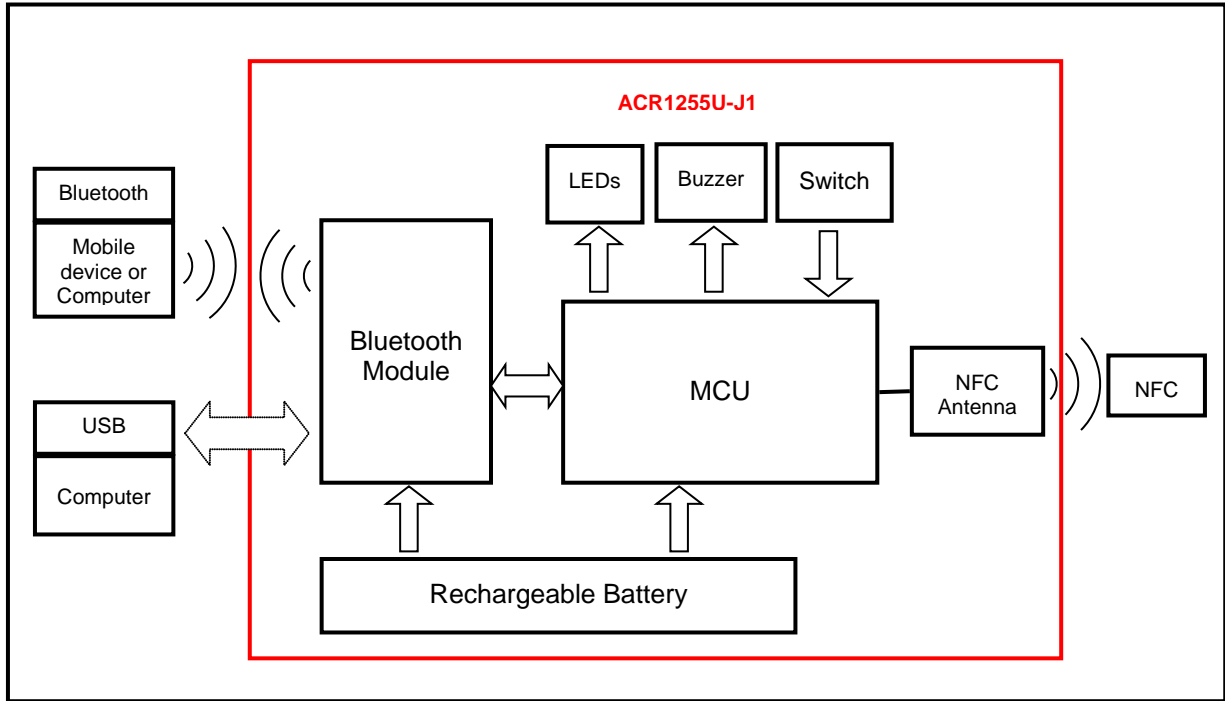 ACR1255U-J1
LEDs
Buzzer
Switch
Bluetooth
Mobile
device or
Computer
Bluetooth
Module
MCU
NFC
Antenna
NFC
USB
Computer
Rechargeable Battery